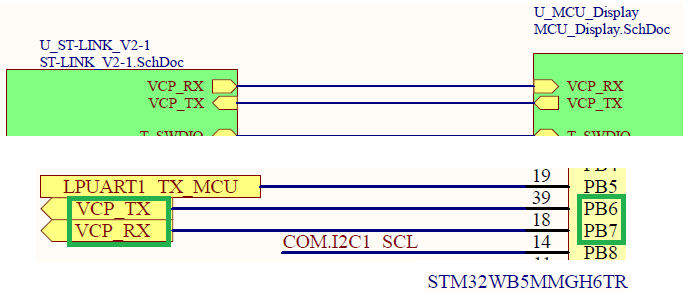 U_MCU_Display
MCU_Display.SchDoc
U_ST-LINK_V2-1
ST-LINK_V2-1.SchDoc
VCP_RX VCP_RX
VCP_TX VCP_TX
T_SWDIO T_SWDIO
LPUART1_TX_MCU 19 PB5
VCP_TX 39 PB6
VCP_RX 18 PB7
COM.I2C1_SCL 14 PB8
STM32WB5MMGH6TR